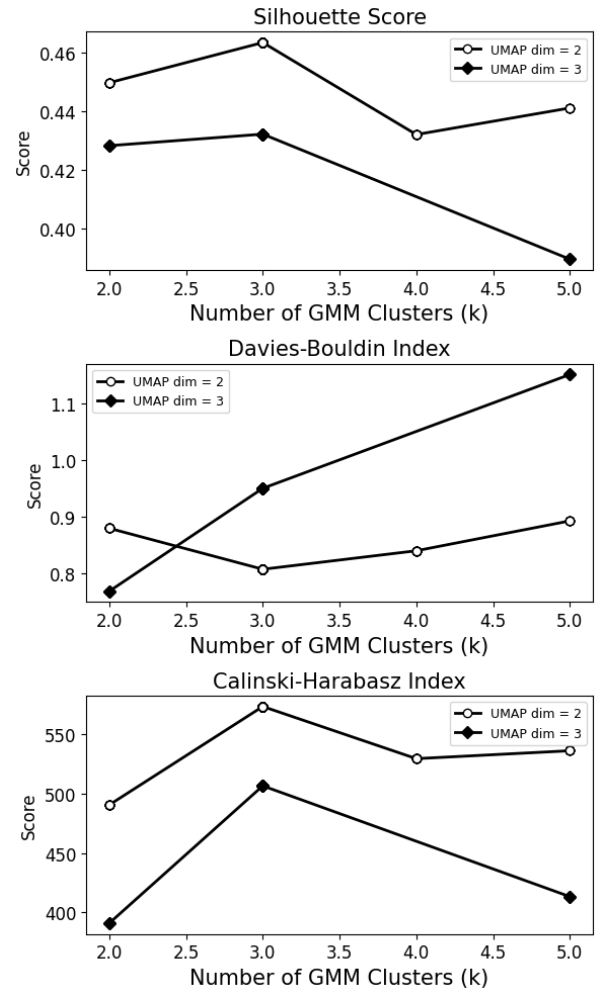 Silhouette Score
UMAP dim = 2
UMAP dim = 3
0.46
0.44
0.42
0.40
Score
2.0 2.5 3.0 3.5 4.0 4.5 5.0
Number of GMM Clusters (k)
Davies-Bouldin Index
UMAP dim = 2
UMAP dim = 3
1.1
1.0
0.9
0.8
Score
2.0 2.5 3.0 3.5 4.0 4.5 5.0
Number of GMM Clusters (k)
Calinski-Harabasz Index
UMAP dim = 2
UMAP dim = 3
550
500
450
400
Score
2.0 2.5 3.0 3.5 4.0 4.5 5.0
Number of GMM Clusters (k)